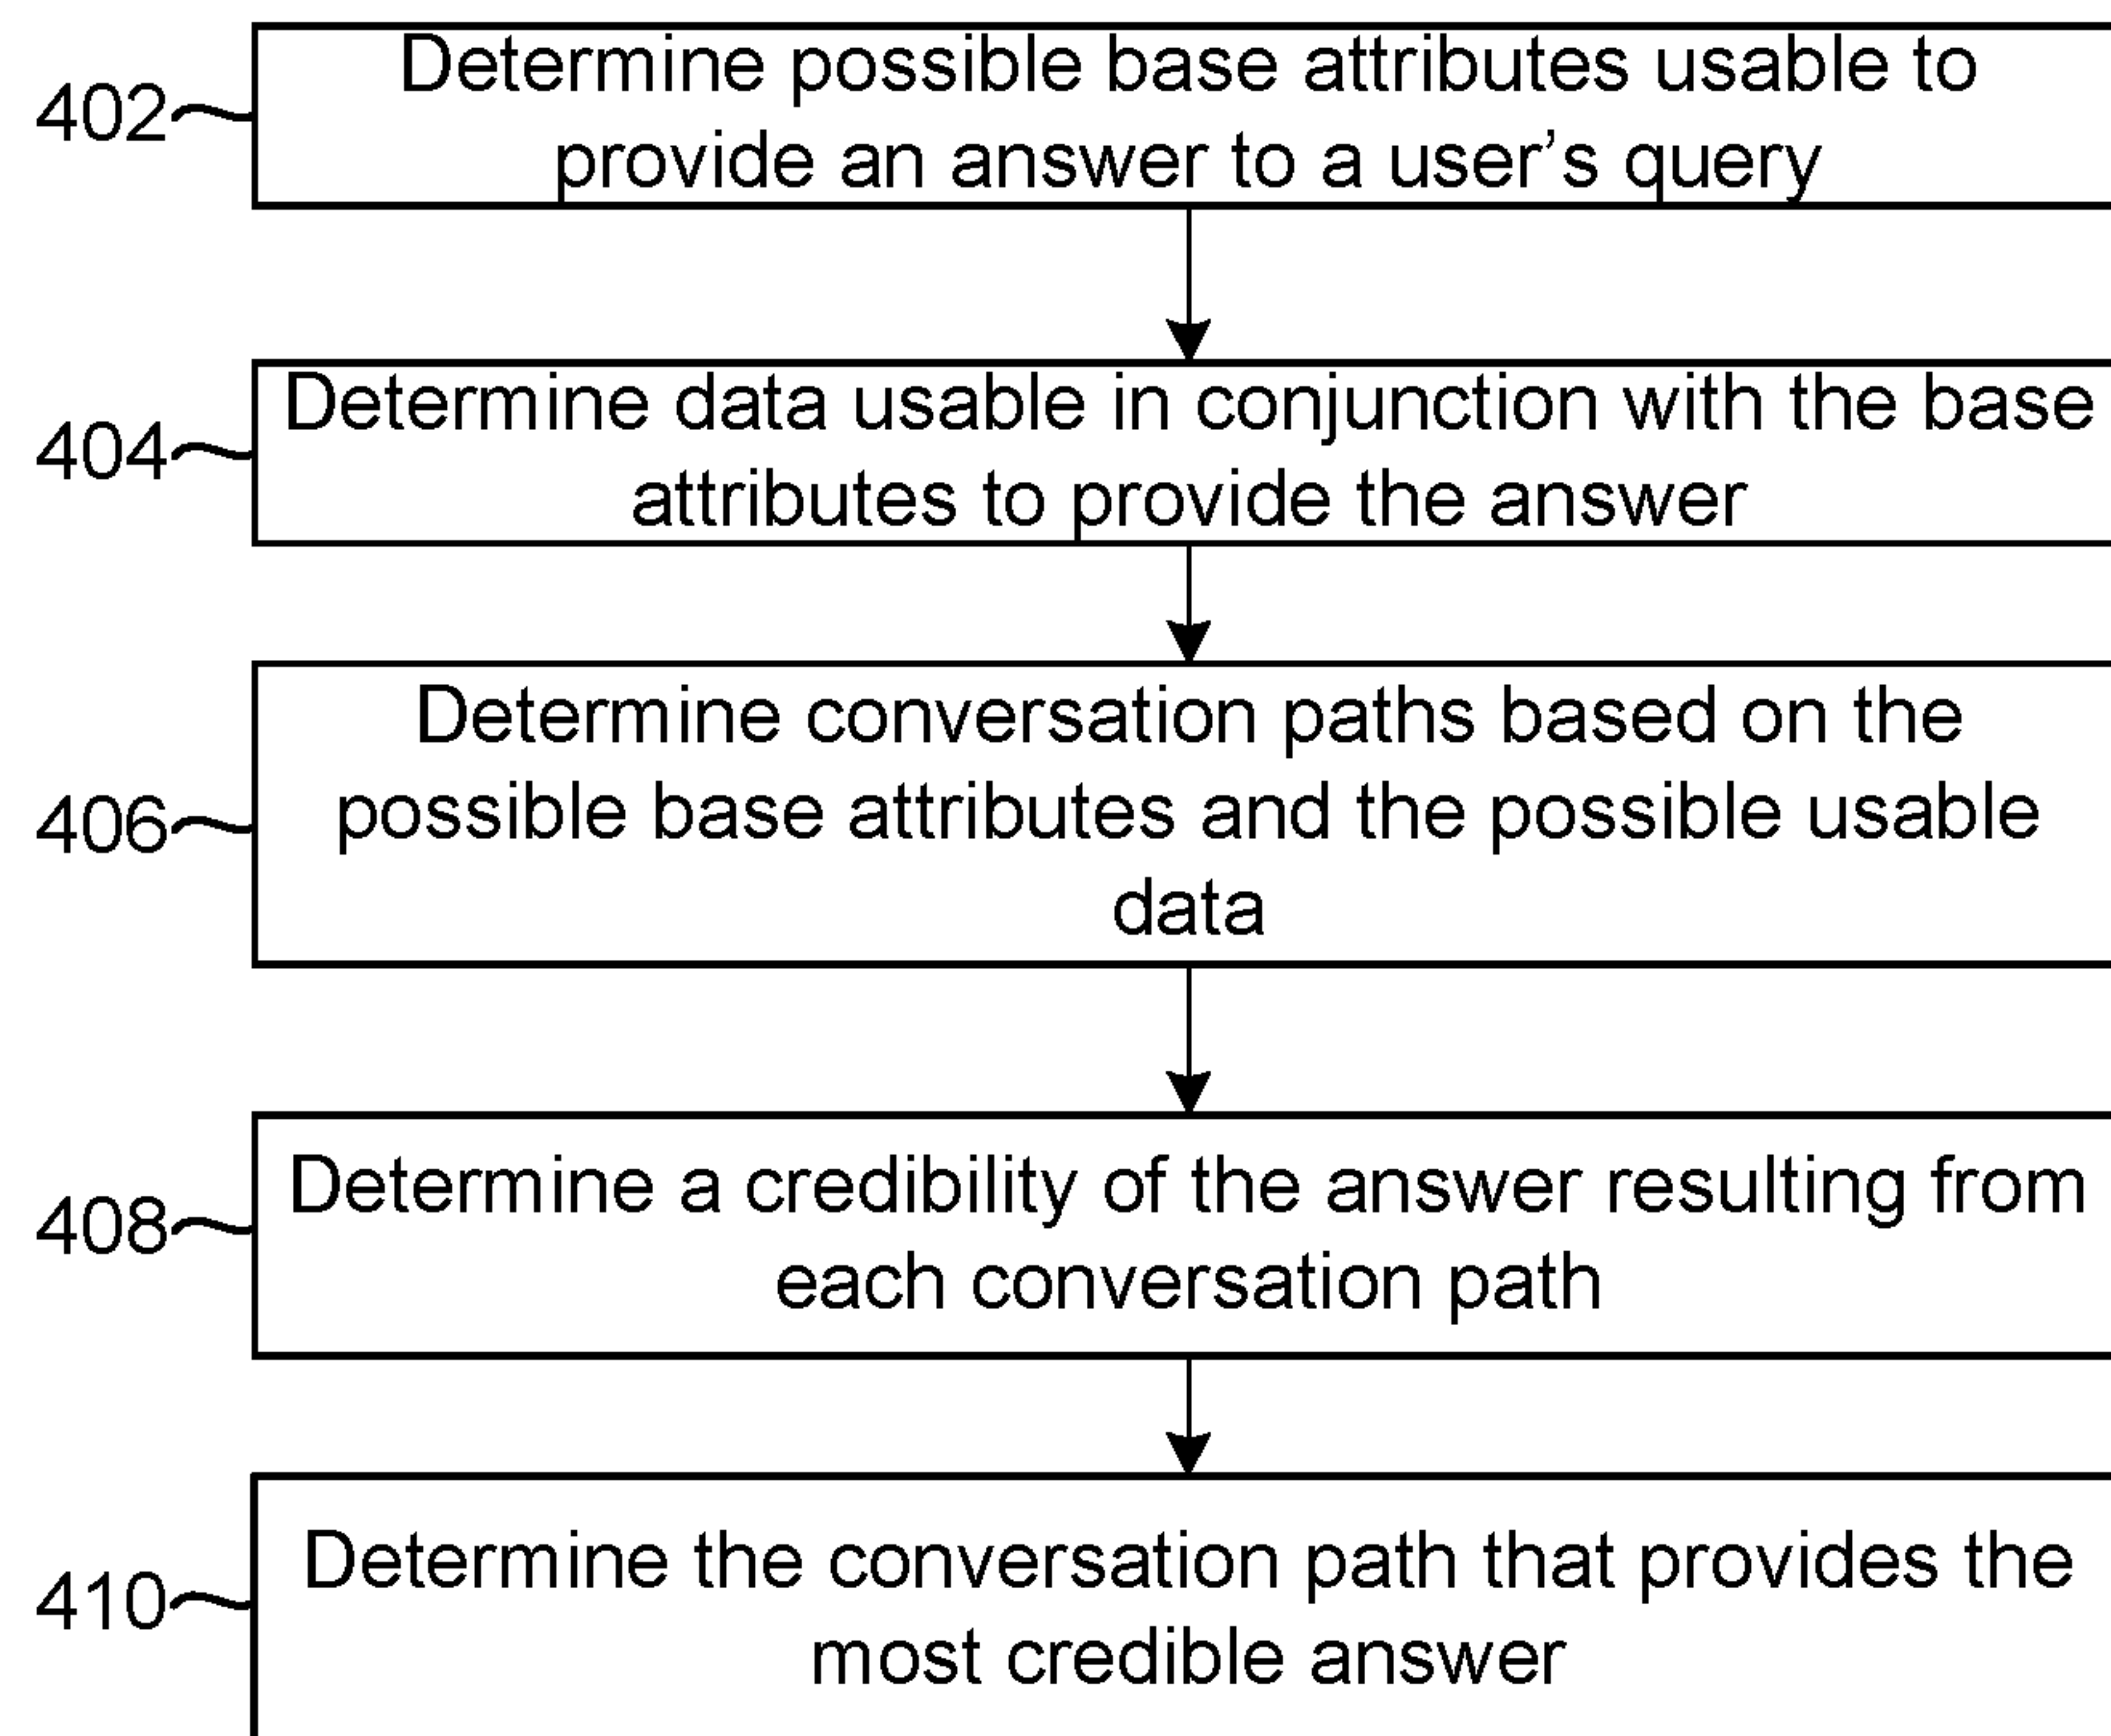 Determine possible base attributes usable to
402
provide an answer to a user’s query
Determine data usable in conjunction with the base
404
attributes to provide the answer
Determine conversation paths based on the
406
possible base attributes and the possible usable
data
Determine a credibility of the answer resulting from
408
each conversation path
Determine the conversation path that provides the
410
most credible answer